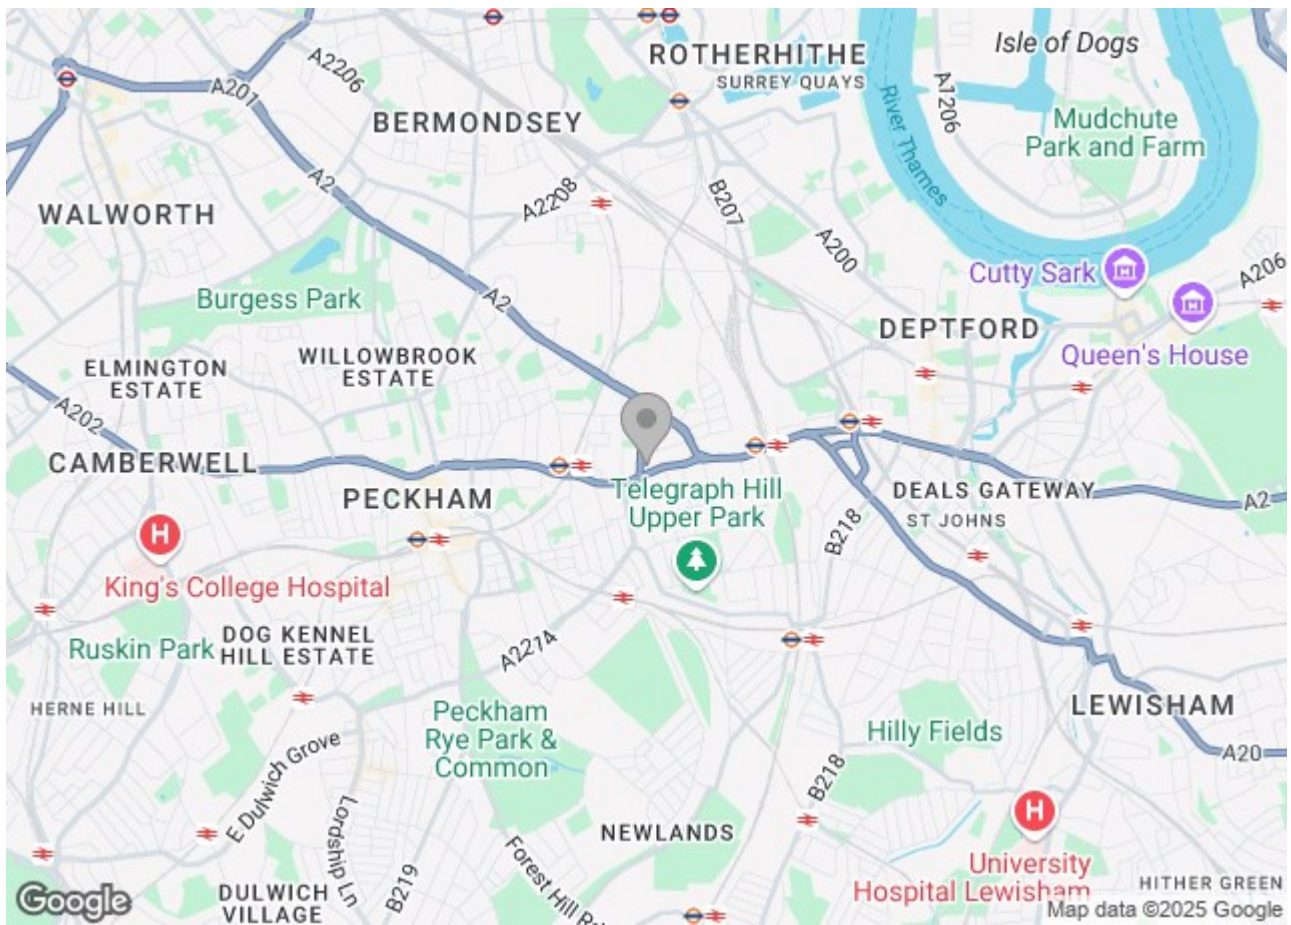 A2206
ROTHERHITHE
SURREY QUAYS
Isle of Dogs
A201
A1206
BERMONDSEY
River Thames
Mudchute
Park and Farm
A2
A2208
B207
WALWORTH
A200
Cutty Sark
A206
Burgess Park
A2
DEPTFORD
Queen's House
WILLOWBROOK
ESTATE
ELMINGTON
ESTATE
A202
CAMBERWELL
PECKHAM
Telegraph Hill
Upper Park
DEALS GATEWAY
A2
ST JOHNS
B218
H
King's College Hospital
Ruskin Park
DOG KENNEL
HILL ESTATE
A2214
HERNE HILL
LEWISHAM
Peckham
Rye Park &
Common
Hilly Fields
A20
E Dulwich Grove
B218
Lordship Ln
H
NEWLANDS
B219
Forest Hill Rd
University
Hospital Lewisham
DULWICH
VILLAGE
HITHER GREEN
Google
Map data ©2025 Google